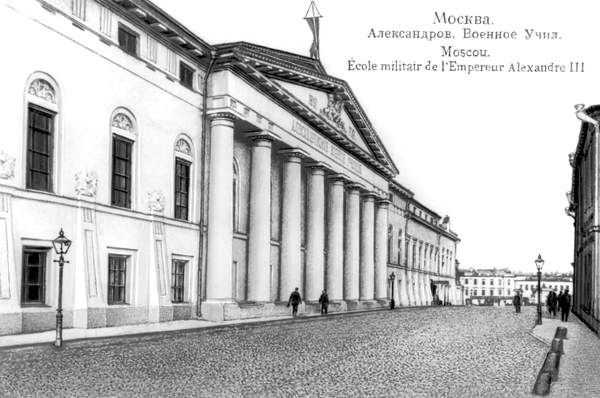 Москва.
Александров. Военное Учил.
Moscou.
École militair de l'Empereur Alexandre III